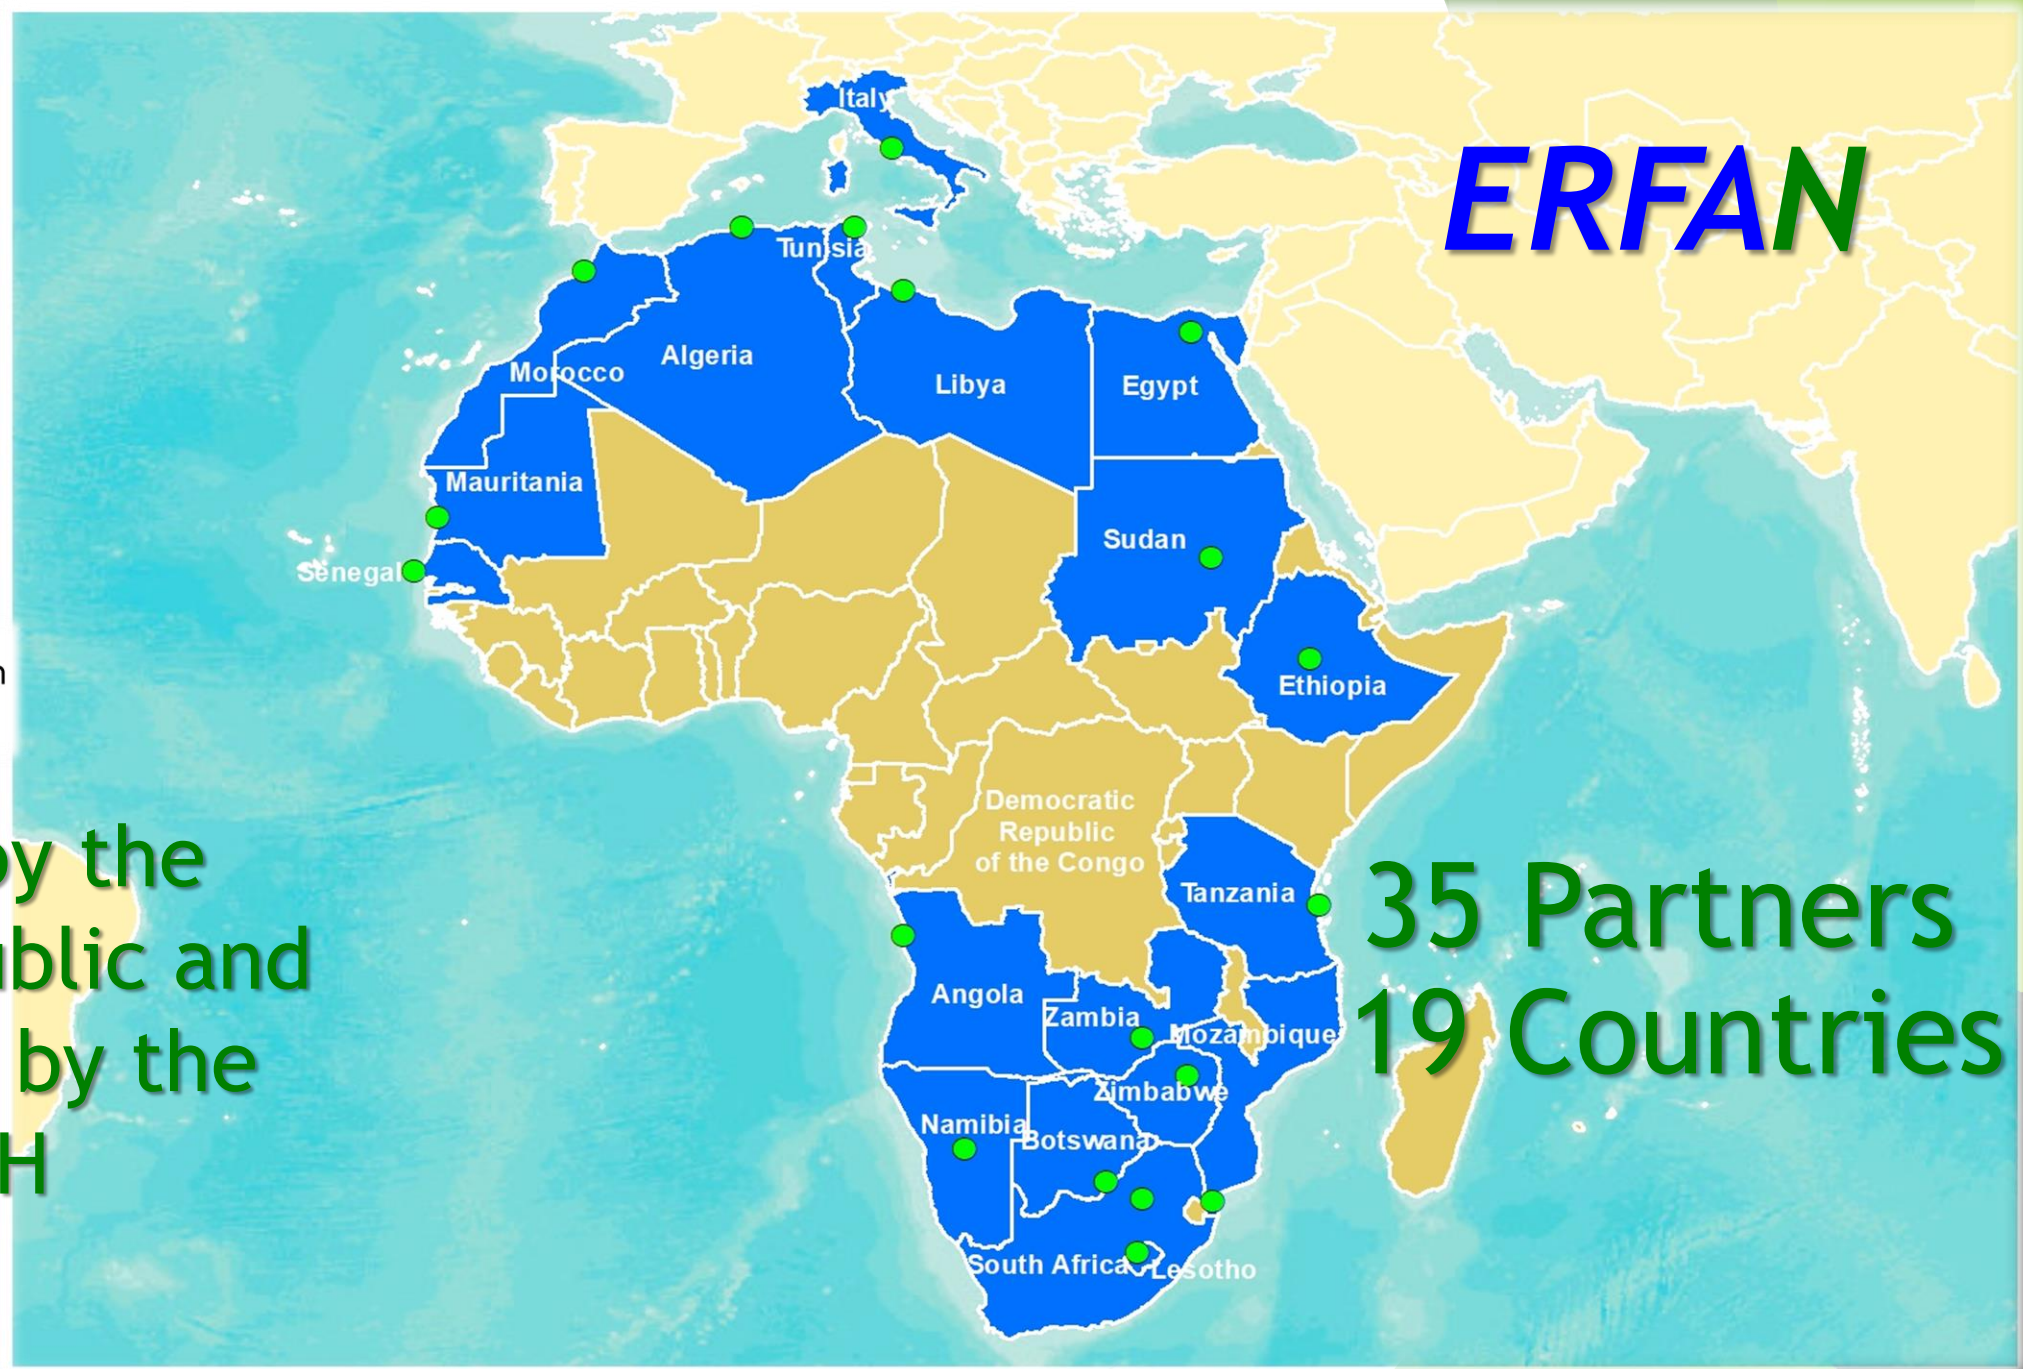 Italy
ERFAN
Tunisia
Algeria
Morocco
Libya
Egypt
Mauritania
Sudan
Senegal
n
Ethiopia
Democratic
Republic
of the Congo
by the
ublic and
by the
H
Tanzania
35 Partners
19 Countries
Angola
Zambia
Mozambique
Zimbabwe
Namibia
Botswana
South Africa
Lesotho